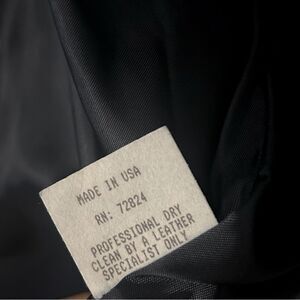 MADE IN USA
RN: 72824
PROFESSIONAL DRY
CLEAN BY A LEATHER
SPECIALIST ONLY